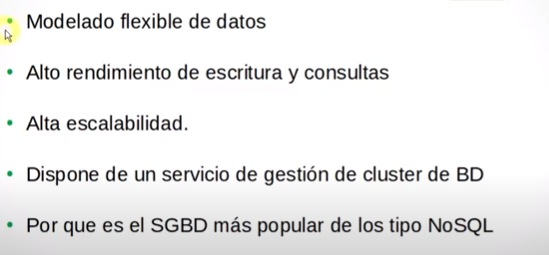 Modelado flexible de datos
Alto rendimiento de escritura y consultas
Alta escalabilidad.
Dispone de un servicio de gestión de cluster de BD
Por que es el SGBD más popular de los tipo NoSQL